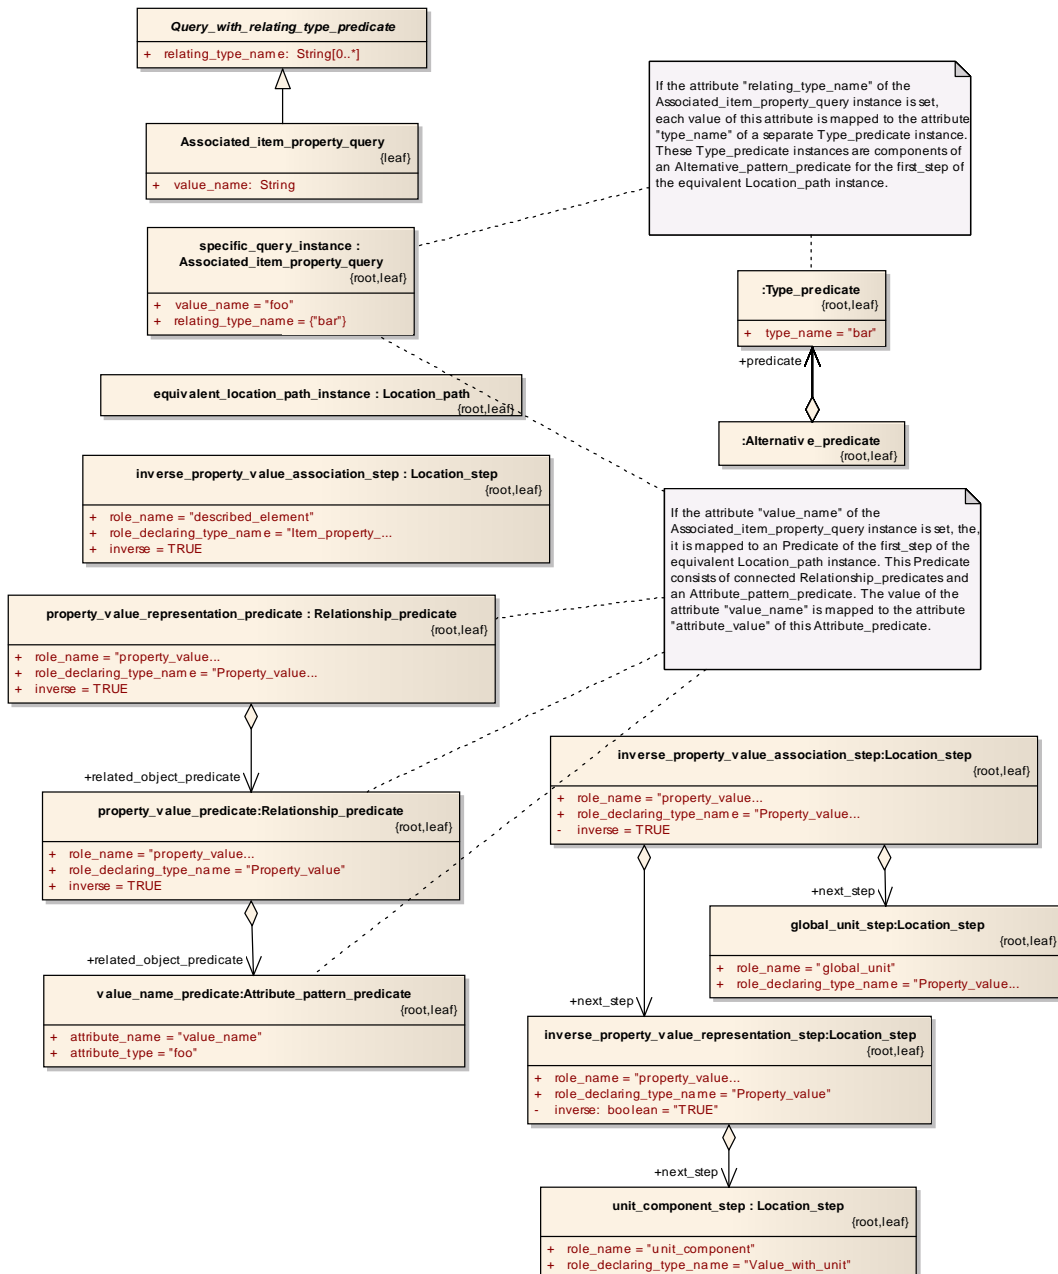 Query_with_relating_type_predicate
+ relating_type_name: String[0..*]
Associated_item_property_query
{leaf}
+ value_name: String
If the attribute "relating_type_name" of the
Associated_item_property_query instance is set,
each value of this attribute is mapped to the attribute
"type_name" of a separate Type_predicate instance.
These Type_predicate instances are components of
an Alternative_pattern_predicate for the first_step of
the equivalent Location_path instance.
specific_query_instance :
Associated_item_property_query
{root,leaf}
+ value_name = "foo"
+ relating_type_name = {"bar"}
:Type_predicate
{root,leaf}
+ type_name = "bar"
+predicate
:Alternative_predicate
{root,leaf}
equivalent_location_path_instance : Location_path
{root,leaf}
inverse_property_value_association_step : Location_step
{root,leaf}
+ role_name = "described_element"
+ role_declaring_type_name = "Item_property_...
+ inverse = TRUE
If the attribute "value_name" of the
Associated_item_property_query instance is set, the,
it is mapped to an Predicate of the first_step of the
equivalent Location_path instance. This Predicate
consists of connected Relationship_predicates and
an Attribute_pattern_predicate. The value of the
attribute "value_name" is mapped to the attribute
"attribute_value" of this Attribute_predicate.
property_value_representation_predicate : Relationship_predicate
{root,leaf}
+ role_name = "property_value...
+ role_declaring_type_name = "Property_value...
+ inverse = TRUE
+related_object_predicate
property_value_predicate:Relationship_predicate
{root,leaf}
+ role_name = "property_value...
+ role_declaring_type_name = "Property_value"
+ inverse = TRUE
+related_object_predicate
value_name_predicate:Attribute_pattern_predicate
{root,leaf}
+ attribute_name = "value_name"
+ attribute_type = "foo"
inverse_property_value_association_step:Location_step
{root,leaf}
+ role_name = "property_value...
+ role_declaring_type_name = "Property_value...
- inverse = TRUE
+next_step
global_unit_step:Location_step
{root,leaf}
+ role_name = "global_unit"
+ role_declaring_type_name = "Property_value...
+next_step
inverse_property_value_representation_step:Location_step
{root,leaf}
+ role_name = "property_value...
+ role_declaring_type_name = "Property_value"
- inverse: boolean = "TRUE"
+next_step
unit_component_step : Location_step
{root,leaf}
+ role_name = "unit_component"
+ role_declaring_type_name = "Value_with_unit"